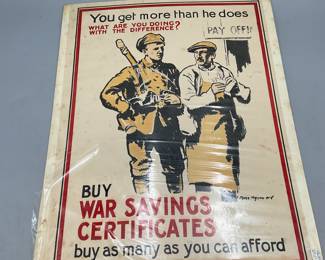 You get more than he does
WHAT ARE YOU DOING
WITH THE DIFFERENCE?
PAY OFFICE
BUY
WAR SAVINGS
CERTIFICATES
buy as many as you can afford